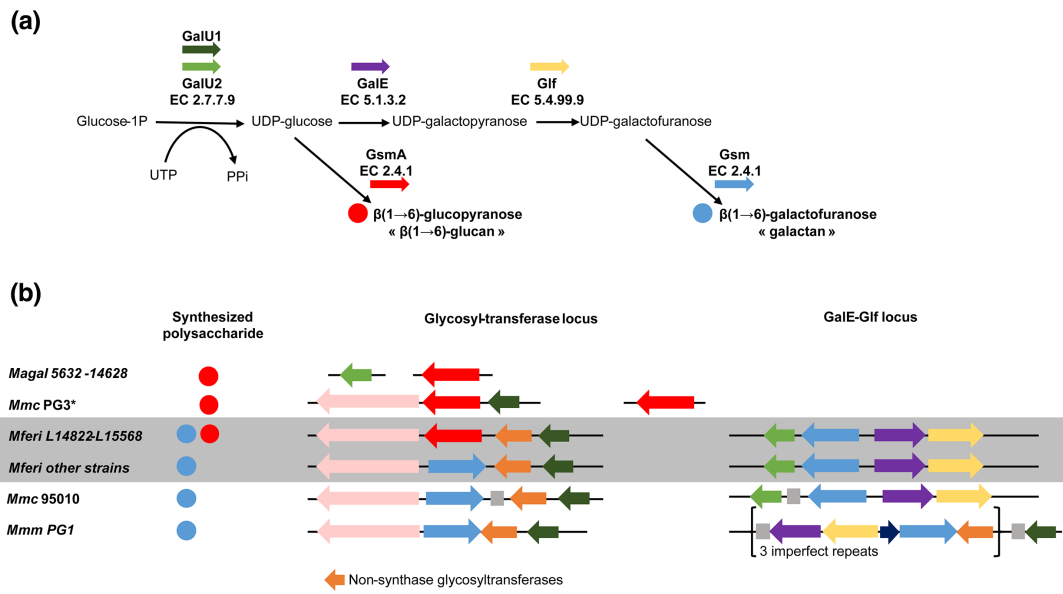 (a)
GalU1
GalU2
EC 2.7.7.9
GalE
EC 5.1.3.2
Glf
EC 5.4.99.9
Glucose-1P
UDP-glucose
UDP-galactopyranose
UDP-galactofuranose
UTP
PPi
GsmA
EC 2.4.1
β(1→6)-glucopyranose
« β(1→6)-glucan »
Gsm
EC 2.4.1
β(1→6)-galactofuranose
« galactan »
(b)
Synthesized
polysaccharide
Glycosyl-transferase locus
GalE-Glf locus
Magal 5632 -14628
Mmc PG3*
Mferi L14822-L15568
Mferi other strains
Mmc 95010
Mmm PG1
3 imperfect repeats
Non-synthase glycosyltransferases